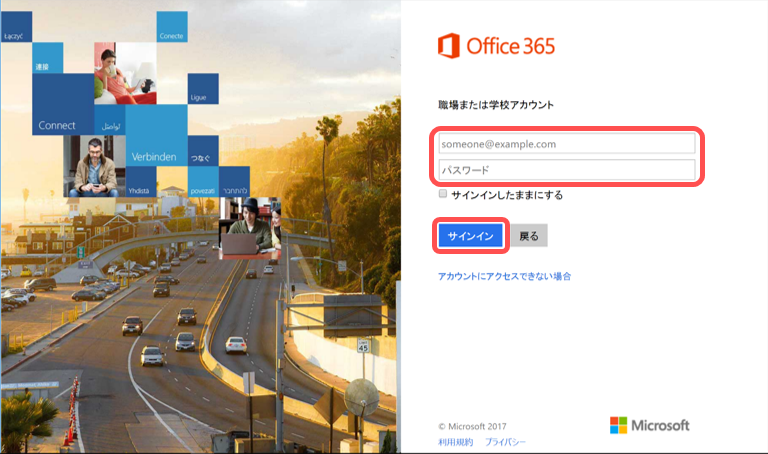 Łączyć
Conecte
連接
Ligue
Connect
لواصل
Verbinden
つなぐ
Yhdistä
povezati
להתחבר
LIMIT
45
Office 365
職場または学校アカウント
someone@example.com
パスワード
サインインしたままにする
サインイン
戻る
アカウントにアクセスできない場合
© Microsoft 2017
利用規約 プライバシー
Microsoft